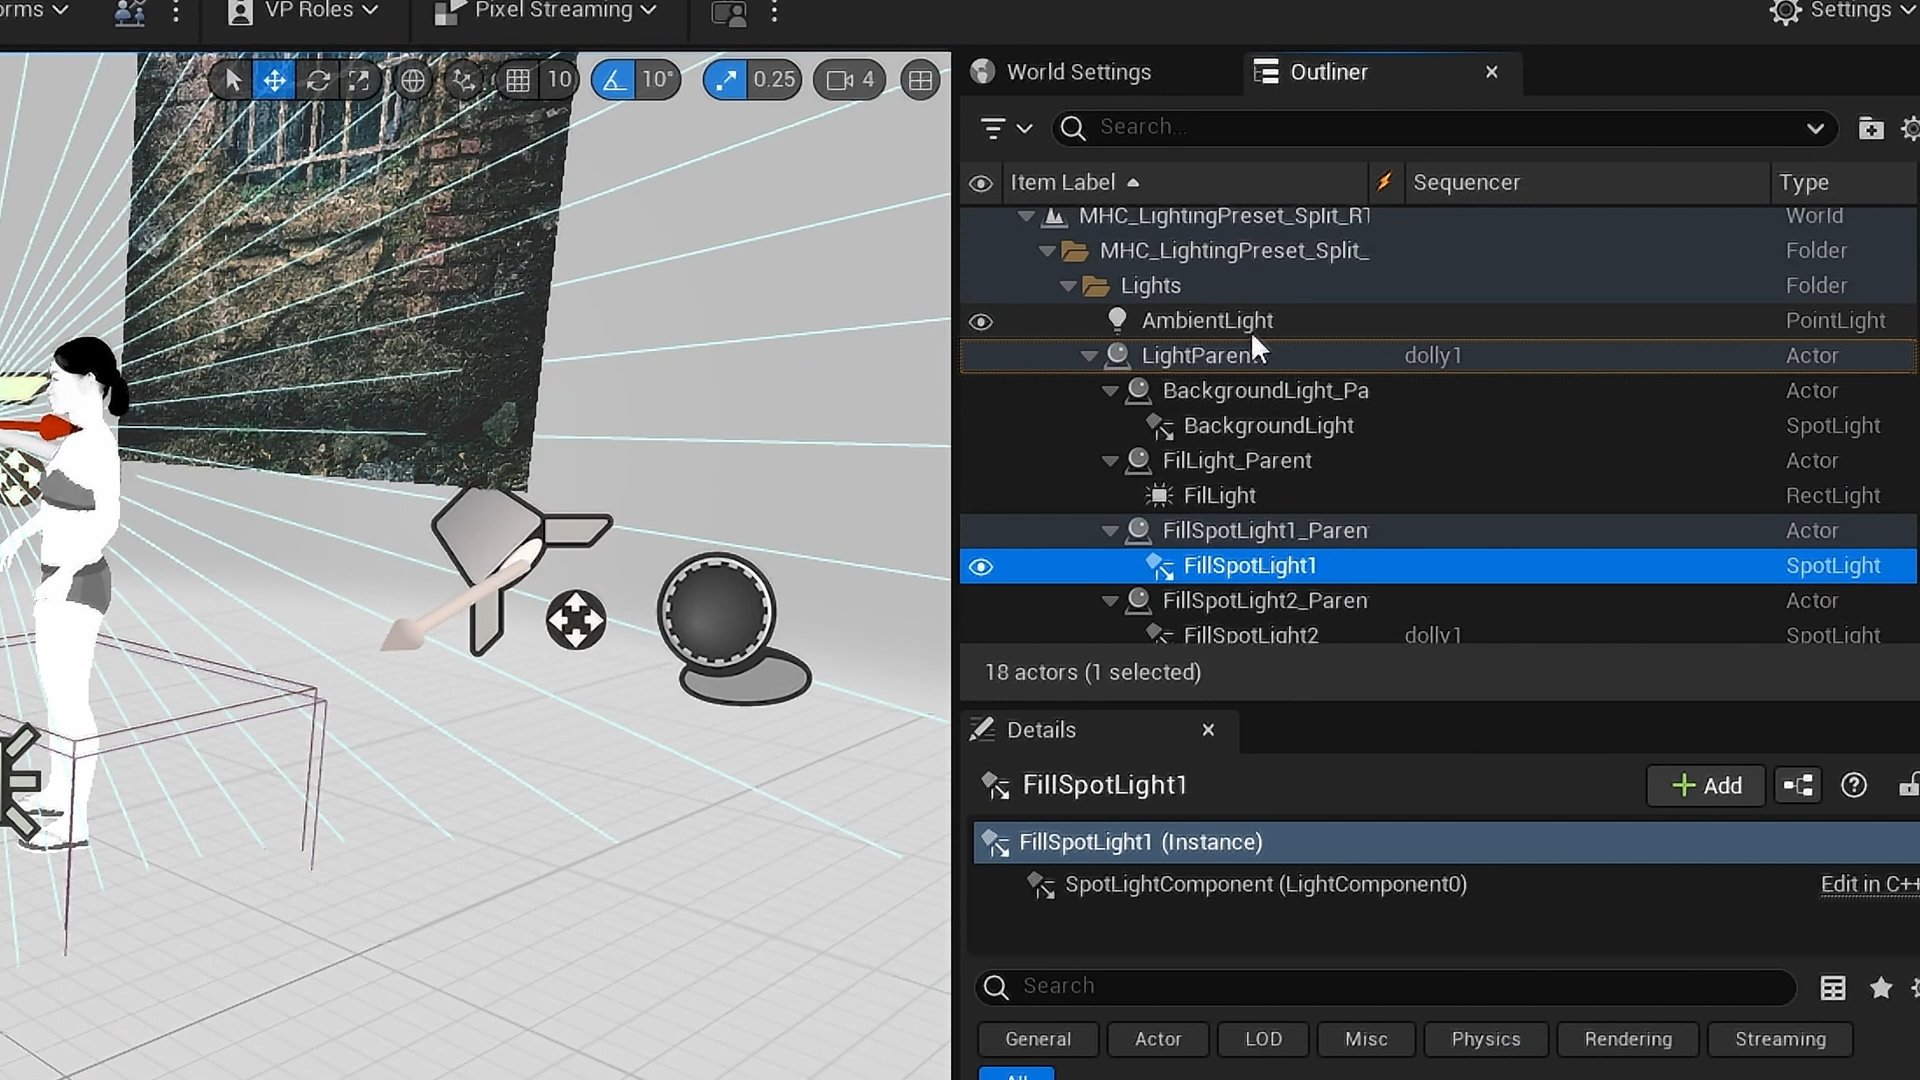 orms VP Roles Pixel Streaming Settings
10 10° 0.25 4
World Settings Outliner
Search...
Item Label Sequencer Type
MHC_LightingPreset_Split_RT World
MHC_LightingPreset_Split_ Folder
Lights Folder
AmbientLight PointLight
LightParent dolly1 Actor
BackgroundLight_Pa Actor
BackgroundLight SpotLight
FilLight_Parent Actor
FilLight RectLight
FillSpotLight1_Paren Actor
FillSpotLight1 SpotLight
FillSpotLight2_Paren Actor
FillSpotLight2 dolly1 SpotLight
18 actors (1 selected)
Details
FillSpotLight1 Add
FillSpotLight1 (Instance)
SpotLightComponent (LightComponent0) Edit in C++
Search
General Actor LOD Misc Physics Rendering Streaming
All